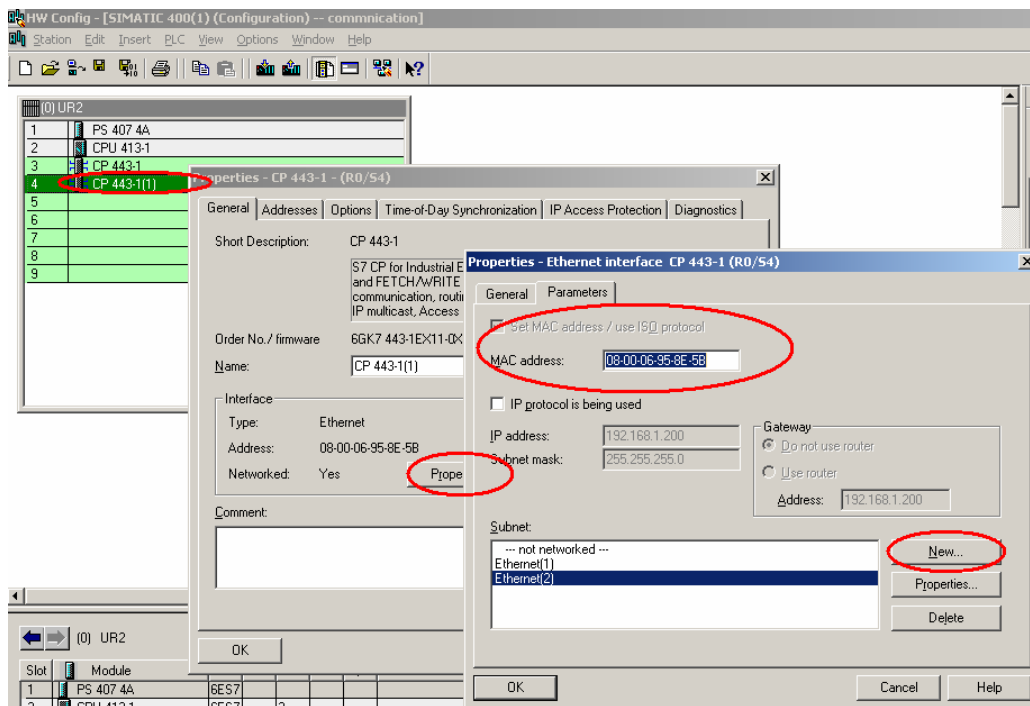 HW Config - [SIMATIC 400(1) (Configuration) -- commnication]
Station Edit Insert PLC View Options Window Help
(0) UR2
1 PS 407 4A
2 CPU 413-1
3 CP 443-1
4 CP 443-1(1)
5
6
7
8
9
Properties - CP 443-1 - (R0/S4)
General Addresses Options Time-of-Day Synchronization IP Access Protection Diagnostics
Short Description: CP 443-1
S7 CP for Industrial E
and FETCH/WRITE
communication, routi
IP multicast, Access
Order No./ firmware 6GK7 443-1EX11-0X
Name: CP 443-1(1)
Interface
Type: Ethernet
Address: 08-00-06-95-8E-5B
Networked: Yes
Prope
Comment:
OK
Properties - Ethernet interface CP 443-1 (R0/S4)
General Parameters
Set MAC address / use ISO protocol
MAC address: 08-00-06-95-8E-5B
IP protocol is being used
IP address: 192.168.1.200
Subnet mask: 255.255.255.0
Gateway
Do not use router
Use router
Address: 192.168.1.200
Subnet:
--- not networked ---
Ethernet(1)
Ethernet(2)
New...
Properties...
Delete
OK Cancel Help
(0) UR2
Slot Module
1 PS 407 4A 6ES7